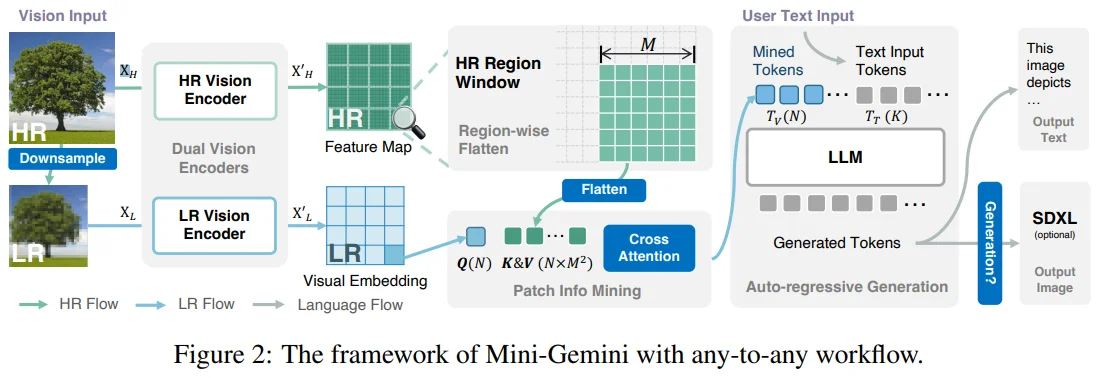 Vision Input
HR
X_H
Downsample
LR
X_L
HR Vision
Encoder
Dual Vision
Encoders
LR Vision
Encoder
X'_H
HR
Feature Map
X'_L
LR
Visual Embedding
HR Region
Window
Region-wise
Flatten
M
Flatten
Q(N)
K&V (N×M²)
Cross
Attention
Patch Info Mining
User Text Input
Mined
Tokens
Text Input
Tokens
T_V(N)
T_T (K)
LLM
Generated Tokens
Auto-regressive Generation
This
image
depicts
...
Output
Text
Generation?
SDXL
(optional)
Output
Image
HR Flow
LR Flow
Language Flow
Figure 2: The framework of Mini-Gemini with any-to-any workflow.